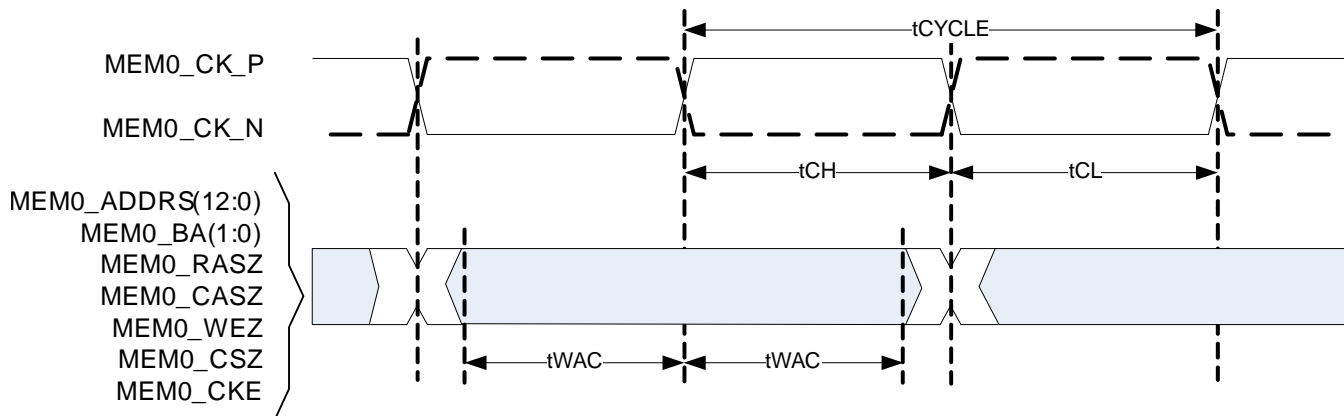 tCYCLE
MEM0_CK_P
MEM0_CK_N
tCH
tCL
MEM0_ADDRS(12:0)
MEM0_BA(1:0)
MEM0_RASZ
MEM0_CASZ
MEM0_WEZ
MEM0_CSZ
MEM0_CKE
tWAC
tWAC